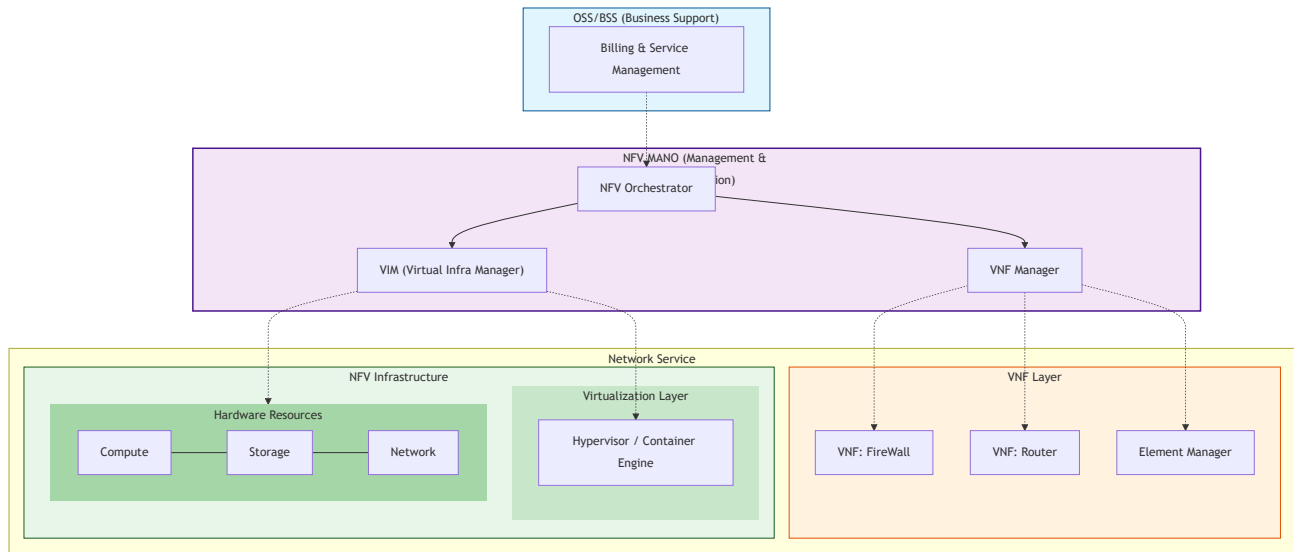 OSS/BSS (Business Support)
Billing & Service
Management
NFV MANO (Management &
ion)
NFV Orchestrator
VIM (Virtual Infra Manager)
VNF Manager
Network Service
NFV Infrastructure
VNF Layer
Virtualization Layer
Hardware Resources
Compute
Storage
Network
Hypervisor / Container
Engine
VNF: FireWall
VNF: Router
Element Manager